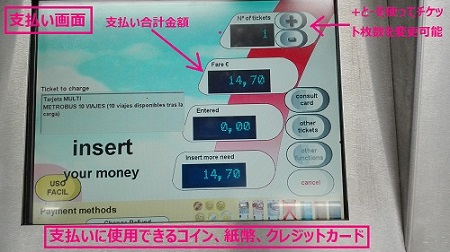 支払い画面
支払い合計金額
Nº of tickets
1
+
-
＋と-を使ってチケッ
ト枚数を変更可能
Fare €
14,70
Ticket to charge
Tarjeta MULTI
METROBUS 10 VIAJES (10 viajes disponibles tras la
carga)
Entered
0,00
consult
card
other
tickets
insert
your money
Insert more need
14,70
other
functions
USO
FACIL
cancel
Payment methods
支払いに使用できるコイン、紙幣、クレジットカード